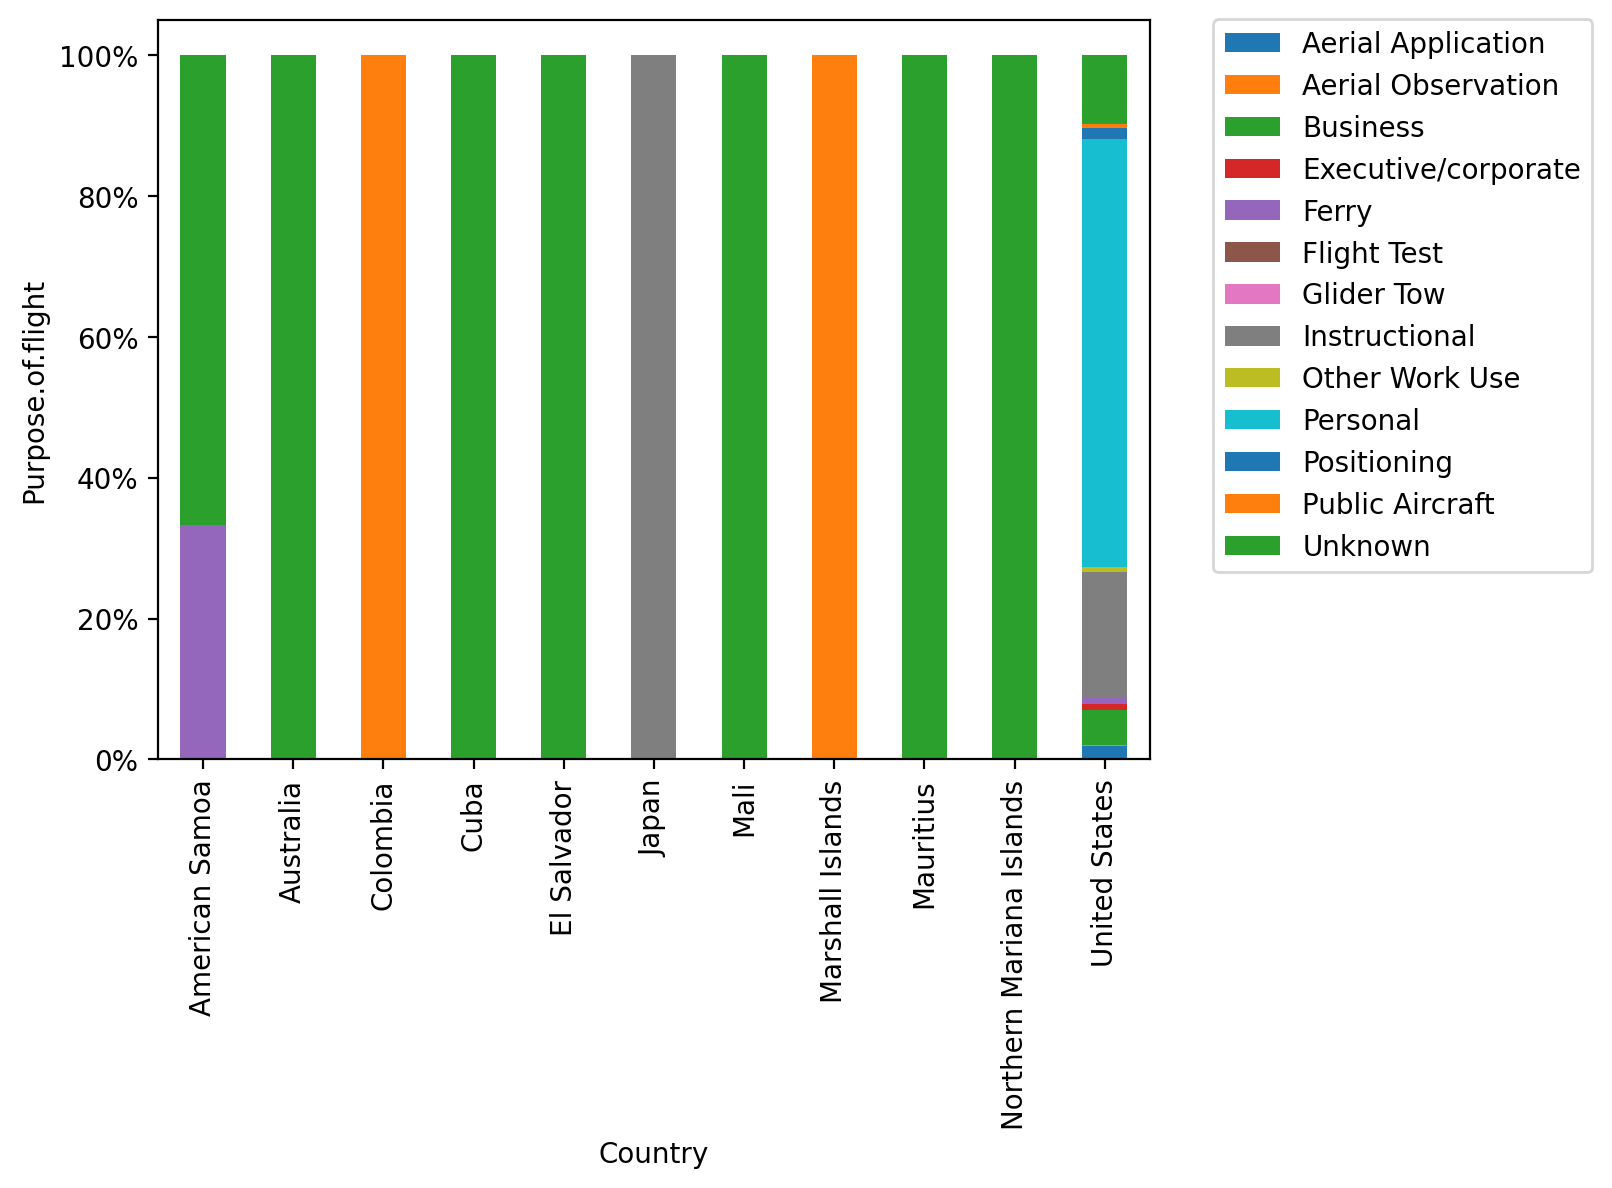 100%
80%
60%
40%
20%
0%
Purpose.of.flight
American Samoa
Australia
Colombia
Cuba
El Salvador
Japan
Mali
Marshall Islands
Mauritius
Northern Mariana Islands
United States
Country
Aerial Application
Aerial Observation
Business
Executive/corporate
Ferry
Flight Test
Glider Tow
Instructional
Other Work Use
Personal
Positioning
Public Aircraft
Unknown